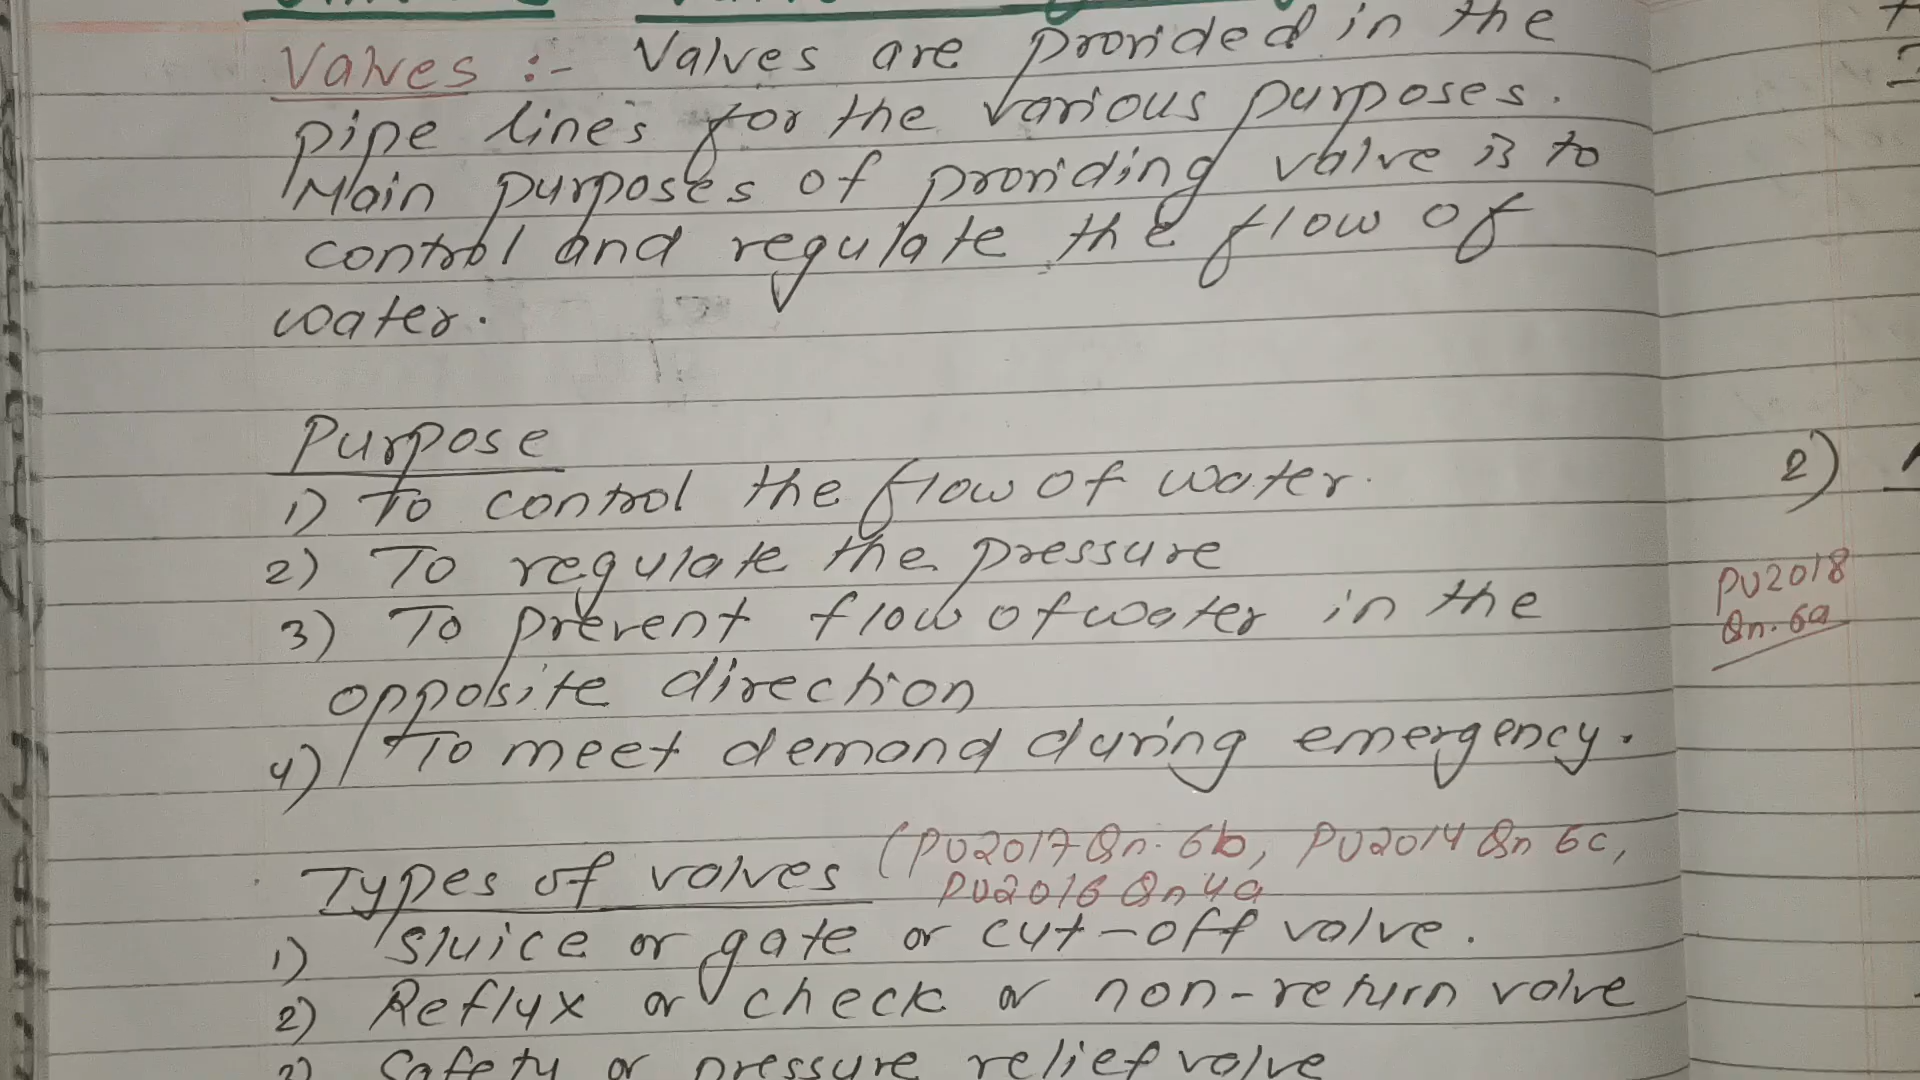 Valves :- Valves are provided in the
pipe lines for the various purposes.
Main purposes of providing valve is to
control and regulate the flow of
water.
Purpose
1) To control the flow of water.
2) To regulate the pressure
3) To prevent flow of water in the
opposite direction
4) To meet demand during emergency.
Types of valves (PU2017 Qn. 6b, PU2014 Qn 6c,
PU2016 Qn 4a
1) Sluice or gate or cut-off valve.
2) Reflux or check or non-return valve
3) Safety or pressure relief valve
2)
PU2018
Qn. 6a